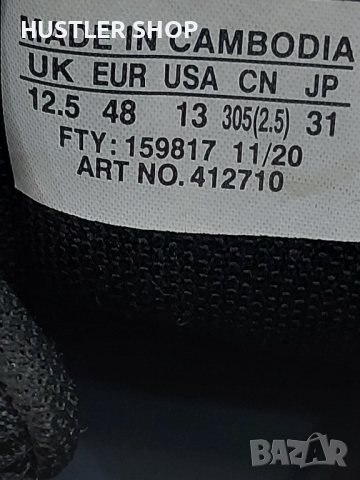 HUSTLER SHOP
MADE IN CAMBODIA
UK EUR USA CN JP
12.5 48 13 305(2.5) 31
FTY: 159817 11/20
ART NO. 412710
BAZAR